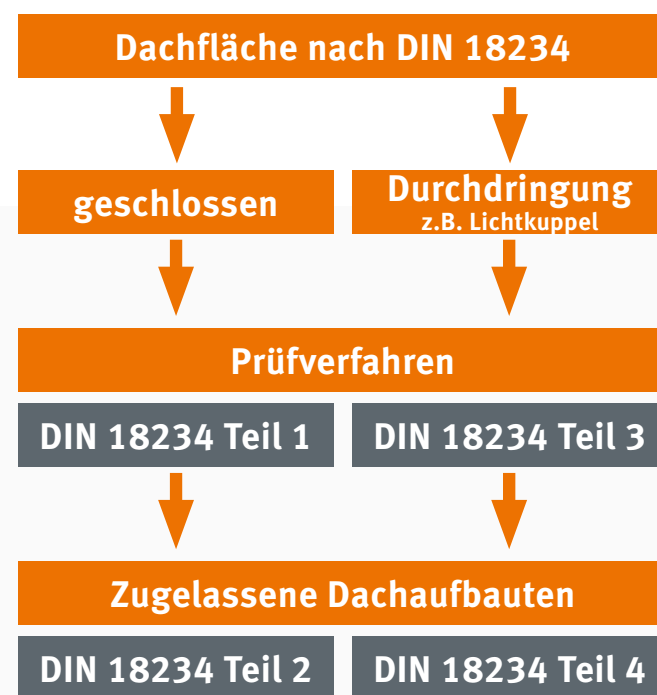 Dachfläche nach DIN 18234
geschlossen
Durchdringung
z.B. Lichtkuppel
Prüfverfahren
DIN 18234 Teil 1
DIN 18234 Teil 3
Zugelassene Dachaufbauten
DIN 18234 Teil 2
DIN 18234 Teil 4